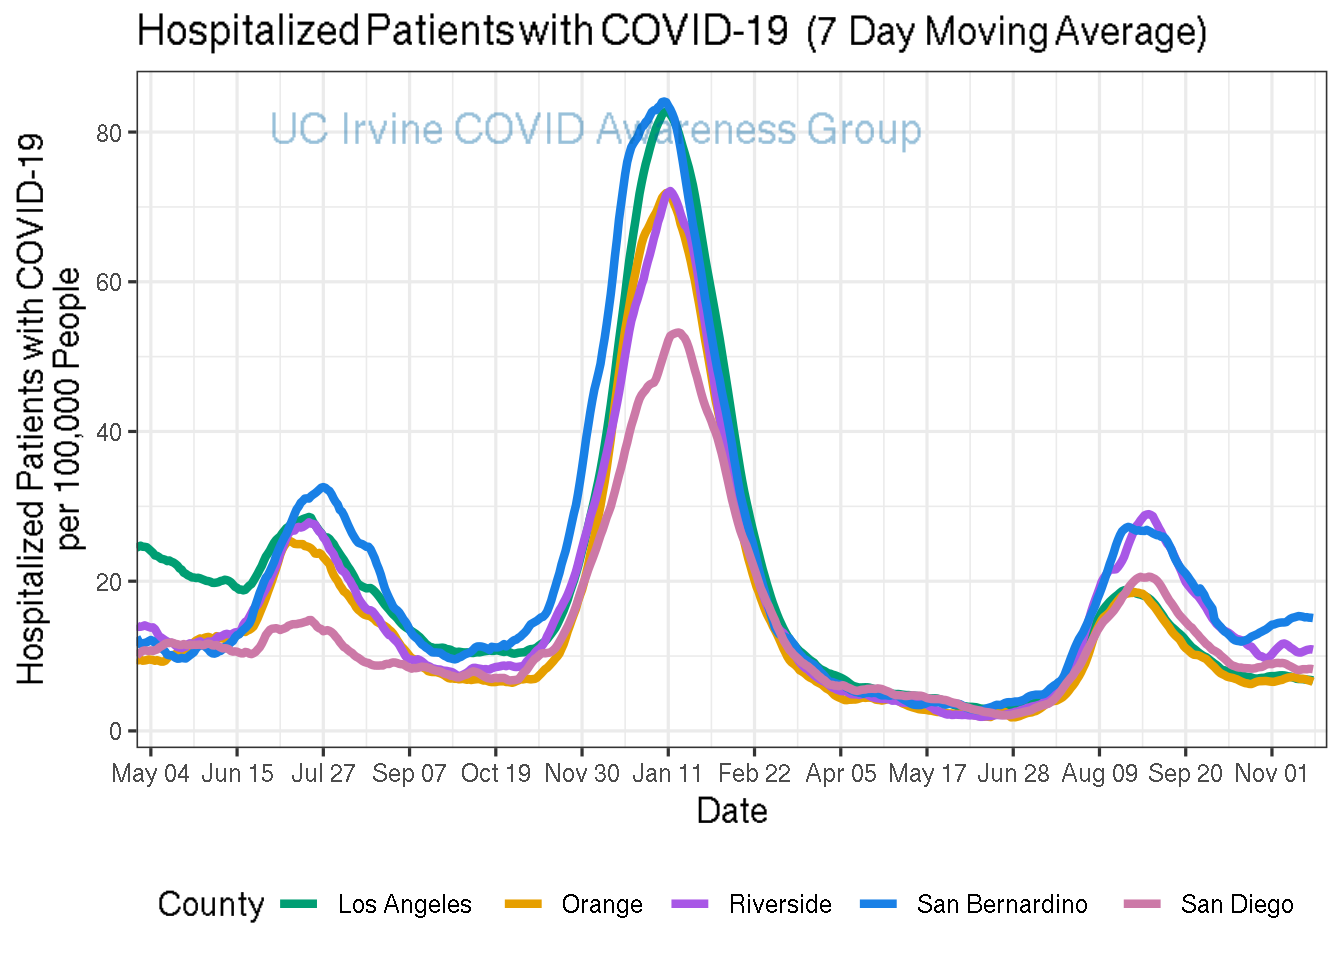 Hospitalized Patients with COVID-19 (7 Day Moving Average)
UC Irvine COVID Awareness Group
Hospitalized Patients with COVID-19
per 100,000 People
80
60
40
20
0
May 04 Jun 15 Jul 27 Sep 07 Oct 19 Nov 30 Jan 11 Feb 22 Apr 05 May 17 Jun 28 Aug 09 Sep 20 Nov 01
Date
County Los Angeles Orange Riverside San Bernardino San Diego